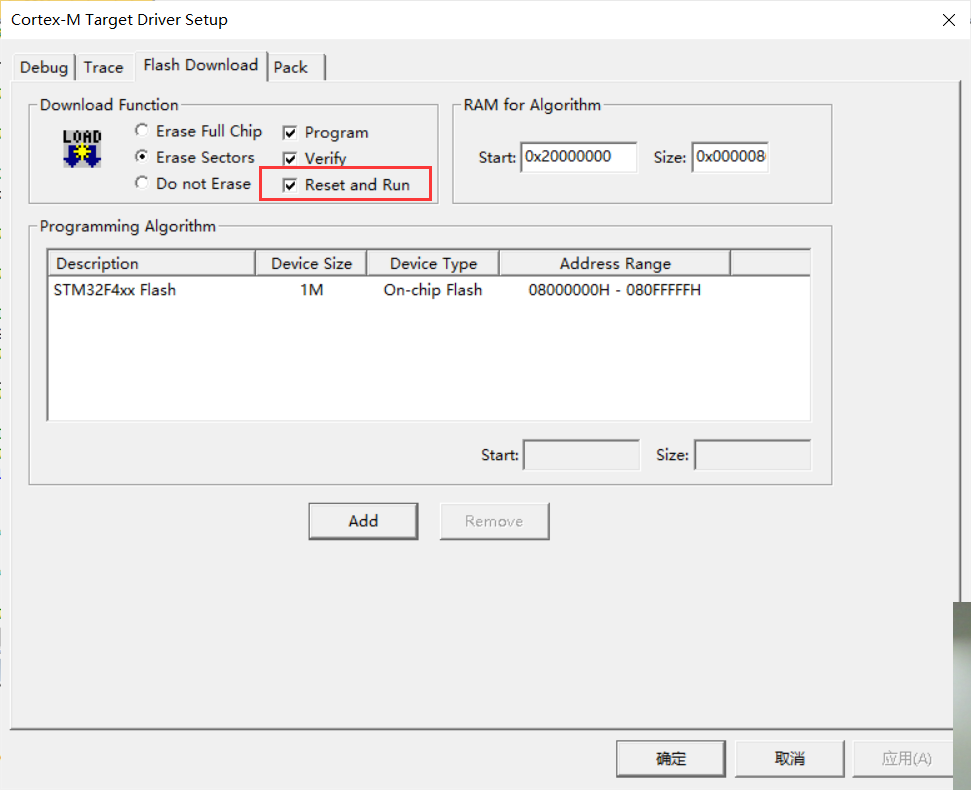 Cortex-M Target Driver Setup
Debug Trace Flash Download Pack
Download Function
LOAD
Erase Full Chip
Erase Sectors
Do not Erase
Program
Verify
Reset and Run
RAM for Algorithm
Start: 0x20000000 Size: 0x000008
Programming Algorithm
Description Device Size Device Type Address Range
STM32F4xx Flash 1M On-chip Flash 08000000H - 080FFFFFH
Start: Size:
Add Remove
确定 取消 应用(A)